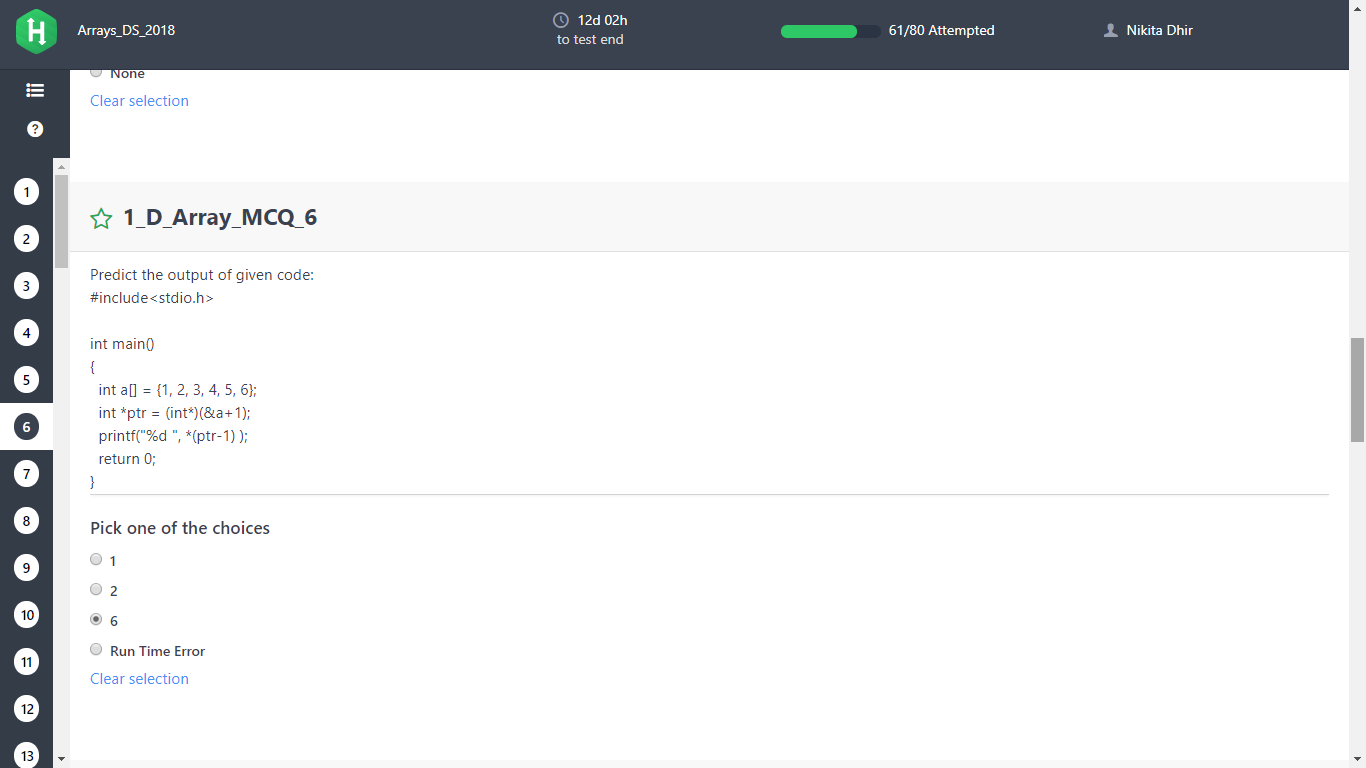 Arrays_DS_2018
12d 02h
to test end
61/80 Attempted
Nikita Dhir
None
Clear selection
1_D_Array_MCQ_6
Predict the output of given code:
#include<stdio.h>
int main()
{
int a[] = {1, 2, 3, 4, 5, 6};
int *ptr = (int*)(&a+1);
printf("%d ", *(ptr-1) );
return 0;
}
Pick one of the choices
1
2
6
Run Time Error
Clear selection
?
1
2
3
4
5
6
7
8
9
10
11
12
13